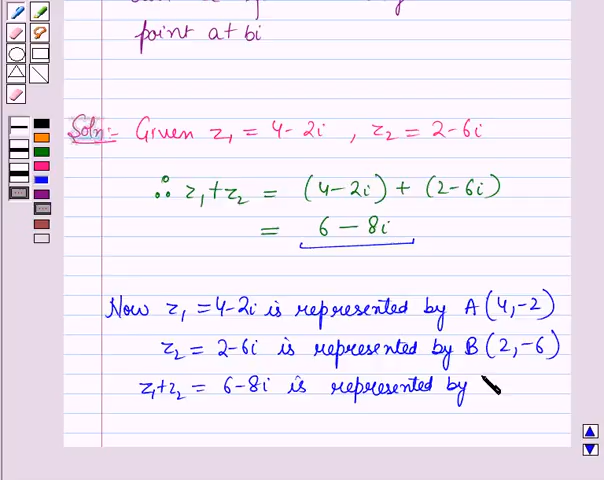 point a+bi
Soln:- Given z₁ = 4-2i , z₂ = 2-6i
∴ z₁+z₂ = (4-2i) + (2-6i)
= 6 - 8i
Now z₁ = 4-2i is represented by A(4,-2)
z₂ = 2-6i is represented by B(2,-6)
z₁+z₂ = 6-8i is represented by